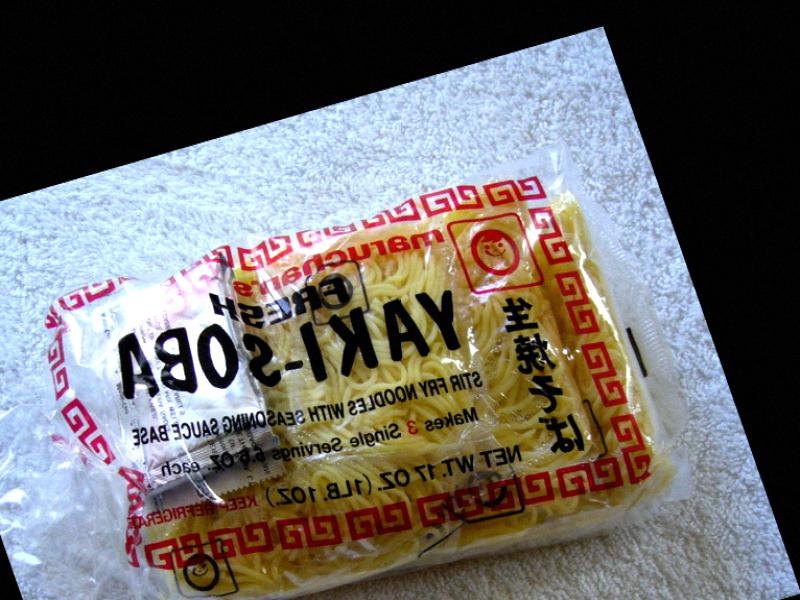 maruchan's
FRESH
YAKI-SOBA
生焼そば
STIR FRY NOODLES WITH SEASONING SAUCE BASE
Makes 3 Single Servings 6.6 OZ. each
NET WT. 17 OZ. (1LB. 1OZ.)
KEEP REFRIGERATED